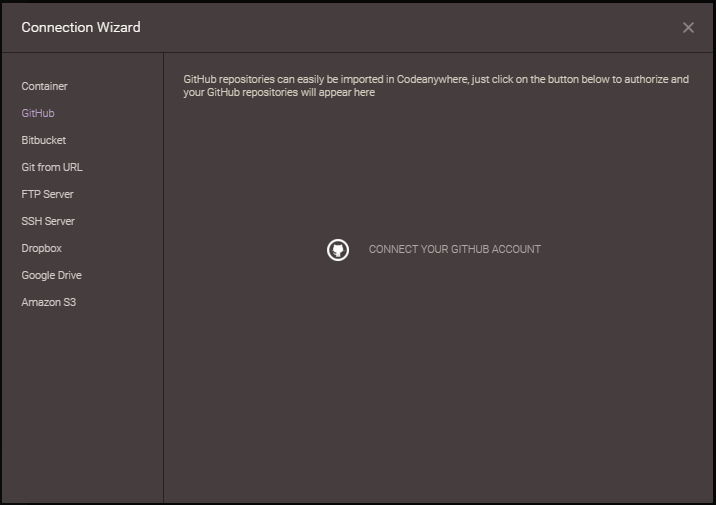 Connection Wizard
Container
GitHub
Bitbucket
Git from URL
FTP Server
SSH Server
Dropbox
Google Drive
Amazon S3
GitHub repositories can easily be imported in Codeanywhere, just click on the button below to authorize and
your GitHub repositories will appear here
CONNECT YOUR GITHUB ACCOUNT